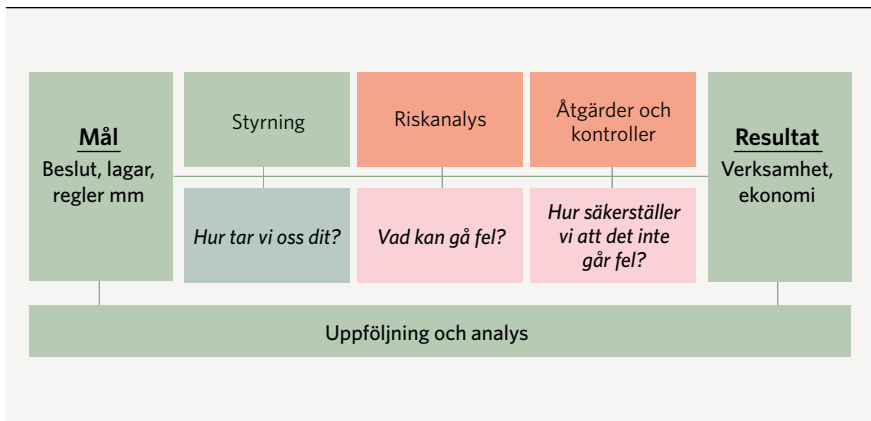 Mål
Beslut, lagar,
regler mm
Styrning
Hur tar vi oss dit?
Riskanalys
Vad kan gå fel?
Åtgärder och
kontroller
Hur säkerställer
vi att det inte
går fel?
Resultat
Verksamhet,
ekonomi
Uppföljning och analys